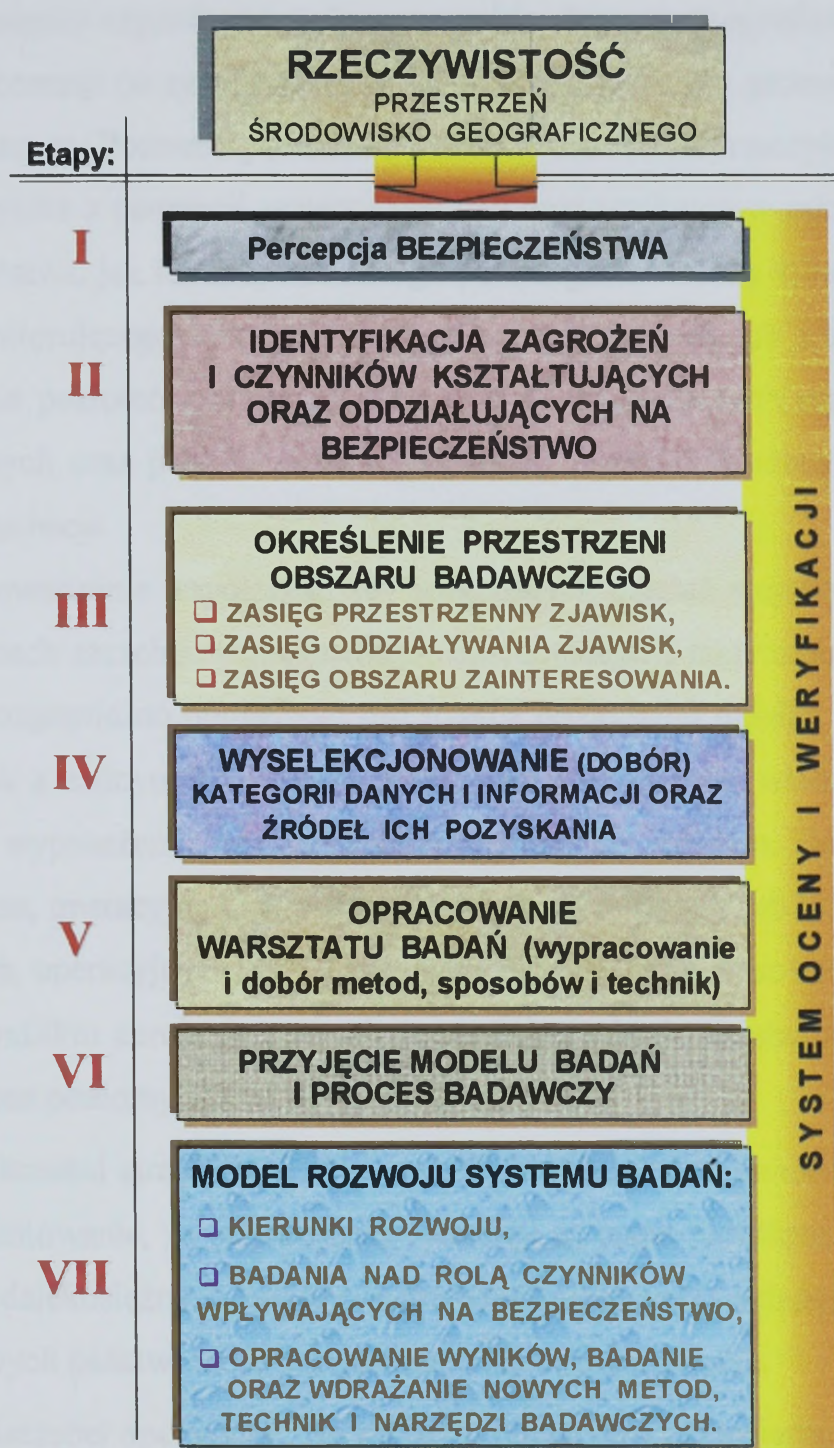 RZECZYWISTOŚĆ
PRZESTRZEŃ
ŚRODOWISKO GEOGRAFICZNEGO
Etapy:
I
Percepcja BEZPIECZEŃSTWA
II
IDENTYFIKACJA ZAGROŻEŃ
I CZYNNIKÓW KSZTAŁTUJĄCYCH
ORAZ ODDZIAŁUJĄCYCH NA
BEZPIECZEŃSTWO
III
OKREŚLENIE PRZESTRZENI
OBSZARU BADAWCZEGO
❑ ZASIĘG PRZESTRZENNY ZJAWISK,
❑ ZASIĘG ODDZIAŁYWANIA ZJAWISK,
❑ ZASIĘG OBSZARU ZAINTERESOWANIA.
IV
WYSELEKCJONOWANIE (DOBÓR)
KATEGORII DANYCH I INFORMACJI ORAZ
ŹRÓDEŁ ICH POZYSKANIA
V
OPRACOWANIE
WARSZTATU BADAŃ (wypracowanie
i dobór metod, sposobów i technik)
VI
PRZYJĘCIE MODELU BADAŃ
I PROCES BADAWCZY
VII
MODEL ROZWOJU SYSTEMU BADAŃ:
❑ KIERUNKI ROZWOJU,
❑ BADANIA NAD ROLĄ CZYNNIKÓW
WPŁYWAJĄCYCH NA BEZPIECZEŃSTWO,
❑ OPRACOWANIE WYNIKÓW, BADANIE
ORAZ WDRAŻANIE NOWYCH METOD,
TECHNIK I NARZĘDZI BADAWCZYCH.
SYSTEM OCENY I WERYFIKACJI